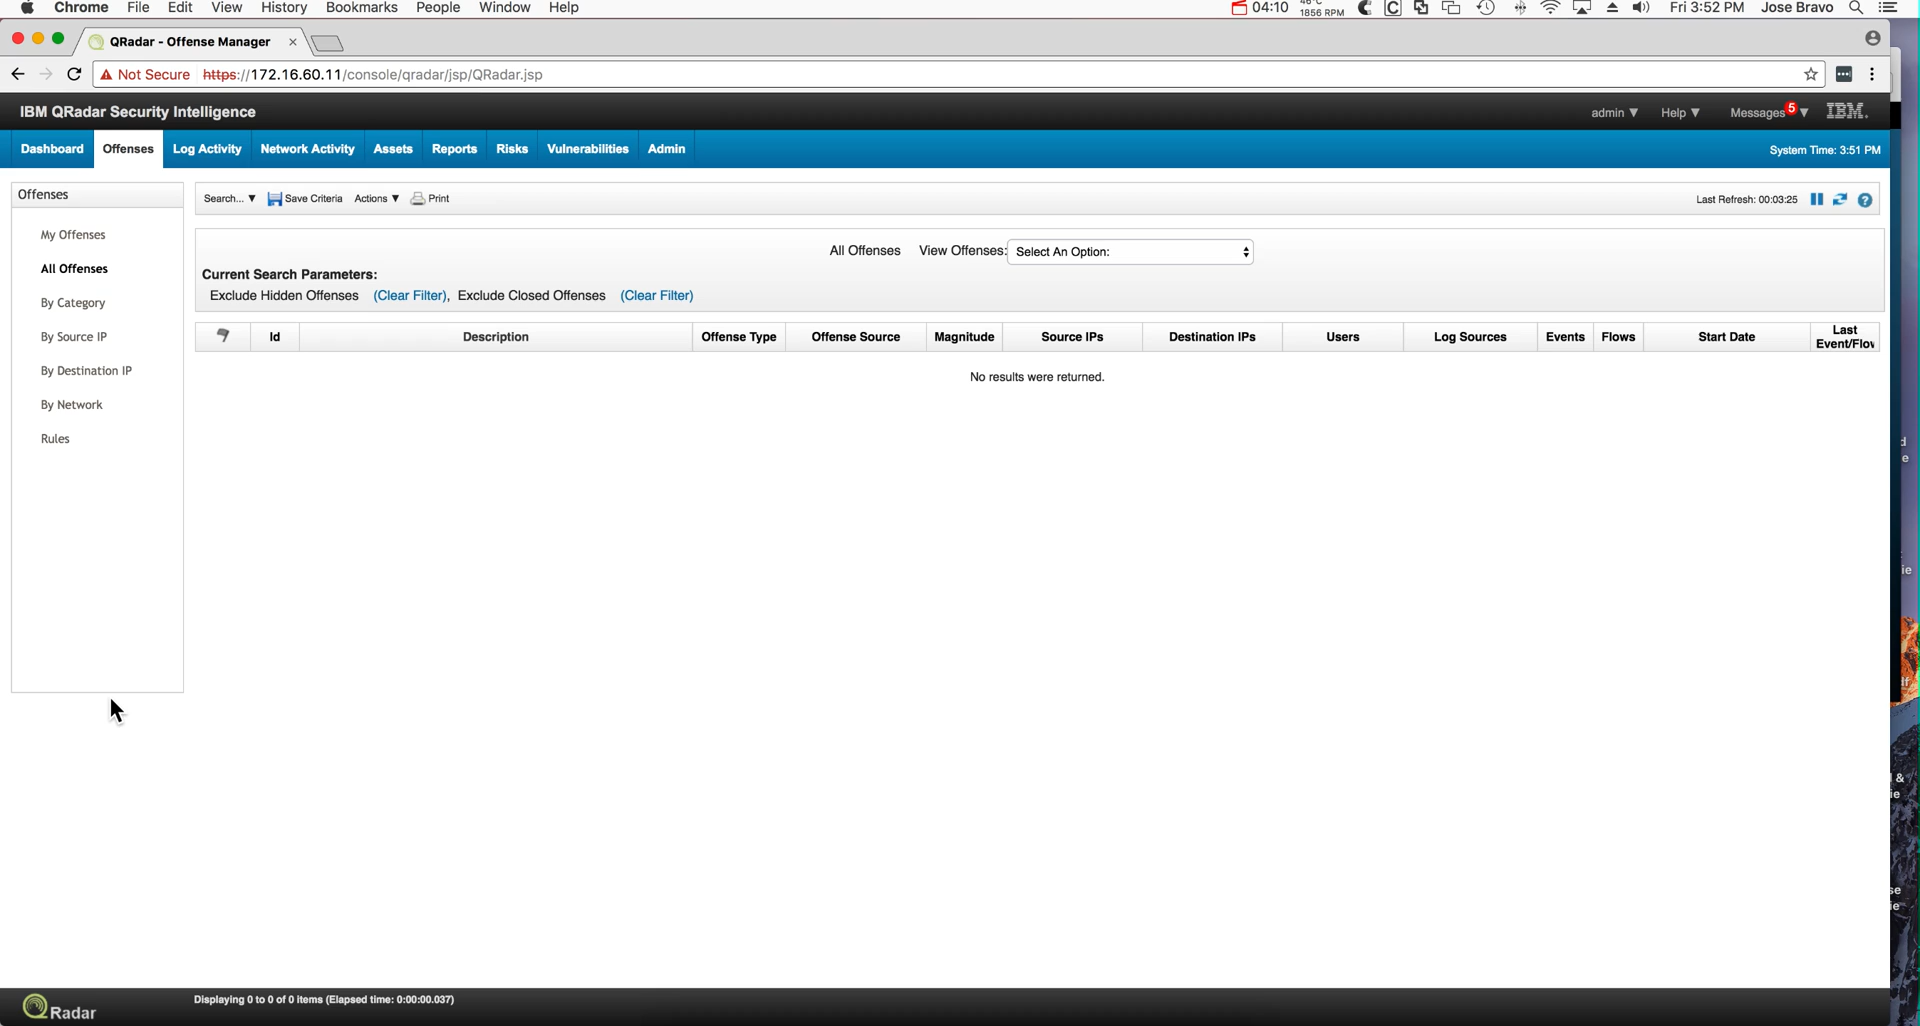 Chrome File Edit View History Bookmarks People Window Help 04:10 46°C 1856 RPM Fri 3:52 PM Jose Bravo
QRadar - Offense Manager
Not Secure https://172.16.60.11/console/qradar/jsp/QRadar.jsp
IBM QRadar Security Intelligence admin Help Messages 5 IBM.
Dashboard Offenses Log Activity Network Activity Assets Reports Risks Vulnerabilities Admin System Time: 3:51 PM
Offenses
My Offenses
All Offenses
By Category
By Source IP
By Destination IP
By Network
Rules
Search... Save Criteria Actions Print Last Refresh: 00:03:25
All Offenses View Offenses: Select An Option:
Current Search Parameters:
Exclude Hidden Offenses (Clear Filter), Exclude Closed Offenses (Clear Filter)
Id Description Offense Type Offense Source Magnitude Source IPs Destination IPs Users Log Sources Events Flows Start Date Last
Event/Flow
No results were returned.
QRadar
Displaying 0 to 0 of 0 items (Elapsed time: 0:00:00.037)